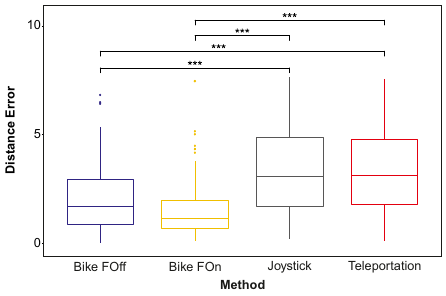 10
***
***
***
***
5
0
Distance Error
Bike FOff Bike FOn Joystick Teleportation
Method